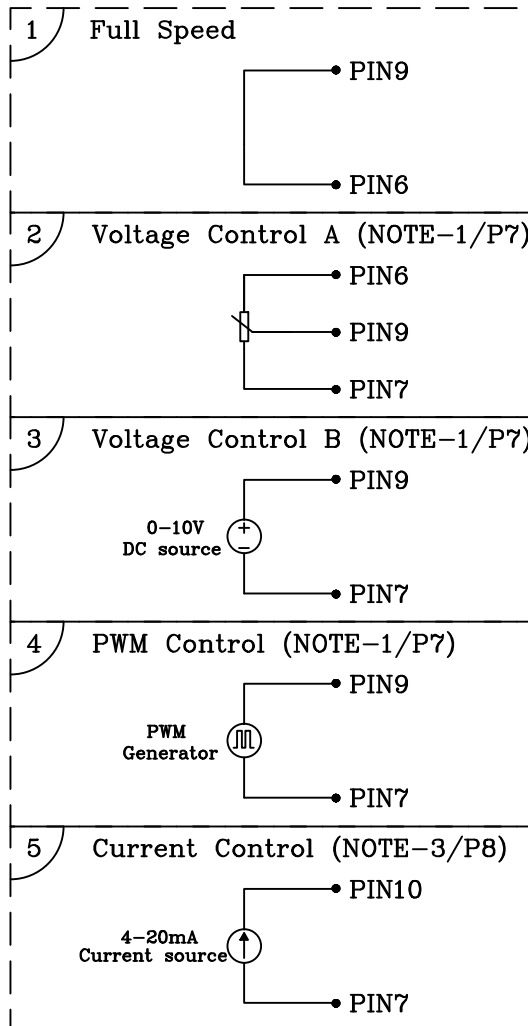 1 Full Speed
PIN9
PIN6
2 Voltage Control A (NOTE-1/P7)
PIN6
PIN9
PIN7
3 Voltage Control B (NOTE-1/P7)
PIN9
0-10V
DC source
PIN7
4 PWM Control (NOTE-1/P7)
PIN9
PWM
Generator
PIN7
5 Current Control (NOTE-3/P8)
PIN10
4-20mA
Current source
PIN7